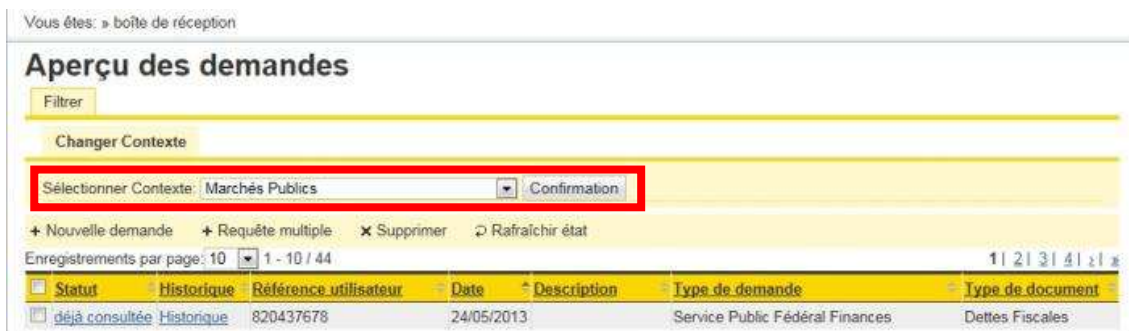 Vous êtes: » boîte de réception
Aperçu des demandes
Filtrer
Changer Contexte
Sélectionner Contexte: Marchés Publics Confirmation
+ Nouvelle demande + Requête multiple x Supprimer Rafraîchir état
Enregistrements par page: 10 1 - 10 / 44 1| 2| 3| 4| ›| »
Statut Historique Référence utilisateur Date Description Type de demande Type de document
déjà consultée Historique 820437678 24/05/2013 Service Public Fédéral Finances Dettes Fiscales